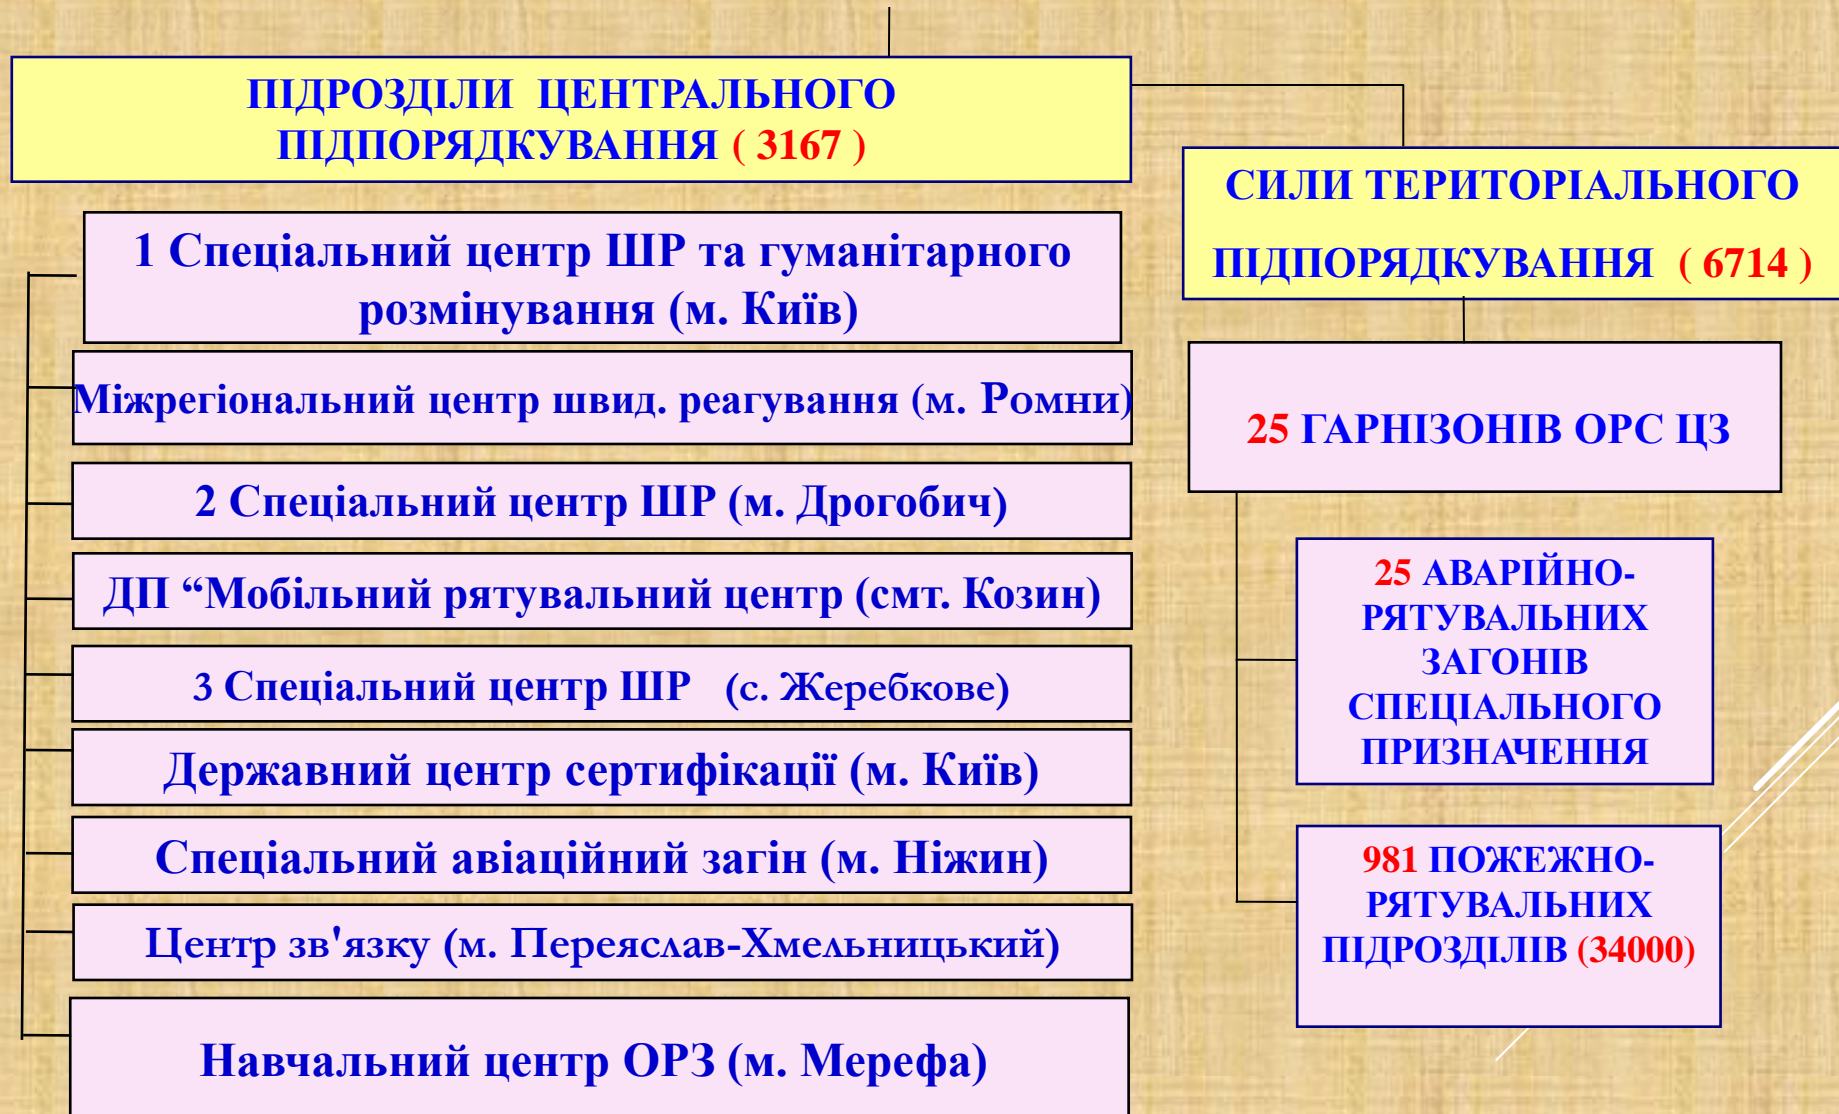 ПІДРОЗДІЛИ ЦЕНТРАЛЬНОГО
ПІДПОРЯДКУВАННЯ ( 3167 )
1 Спеціальний центр ШР та гуманітарного
розмінування (м. Київ)
Міжрегіональний центр швид. реагування (м. Ромни)
2 Спеціальний центр ШР (м. Дрогобич)
ДП “Мобільний рятувальний центр (смт. Козин)
3 Спеціальний центр ШР (с. Жеребкове)
Державний центр сертифікації (м. Київ)
Спеціальний авіаційний загін (м. Ніжин)
Центр зв'язку (м. Переяслав-Хмельницький)
Навчальний центр ОРЗ (м. Мерефа)
СИЛИ ТЕРИТОРІАЛЬНОГО
ПІДПОРЯДКУВАННЯ ( 6714 )
25 ГАРНІЗОНІВ ОРС ЦЗ
25 АВАРІЙНО-
РЯТУВАЛЬНИХ
ЗАГОНІВ
СПЕЦІАЛЬНОГО
ПРИЗНАЧЕННЯ
981 ПОЖЕЖНО-
РЯТУВАЛЬНИХ
ПІДРОЗДІЛІВ (34000)